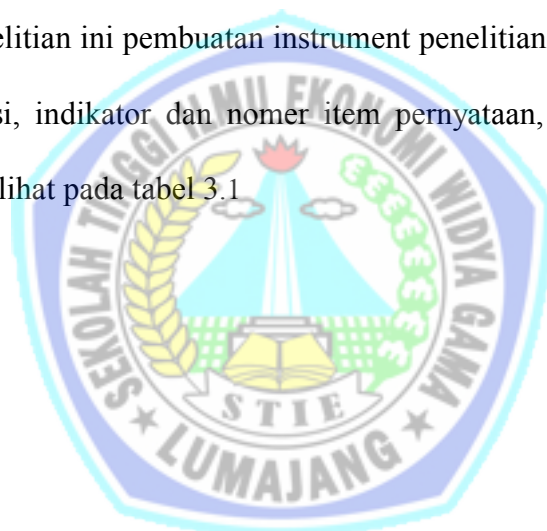 elitian ini pembuatan instrument penelitian
si, indikator dan nomer item pernyataan,
lihat pada tabel 3.1
SEKOLAH TINGGI ILMU EKONOMI WIDYA GAMA
STIE
LUMAJANG